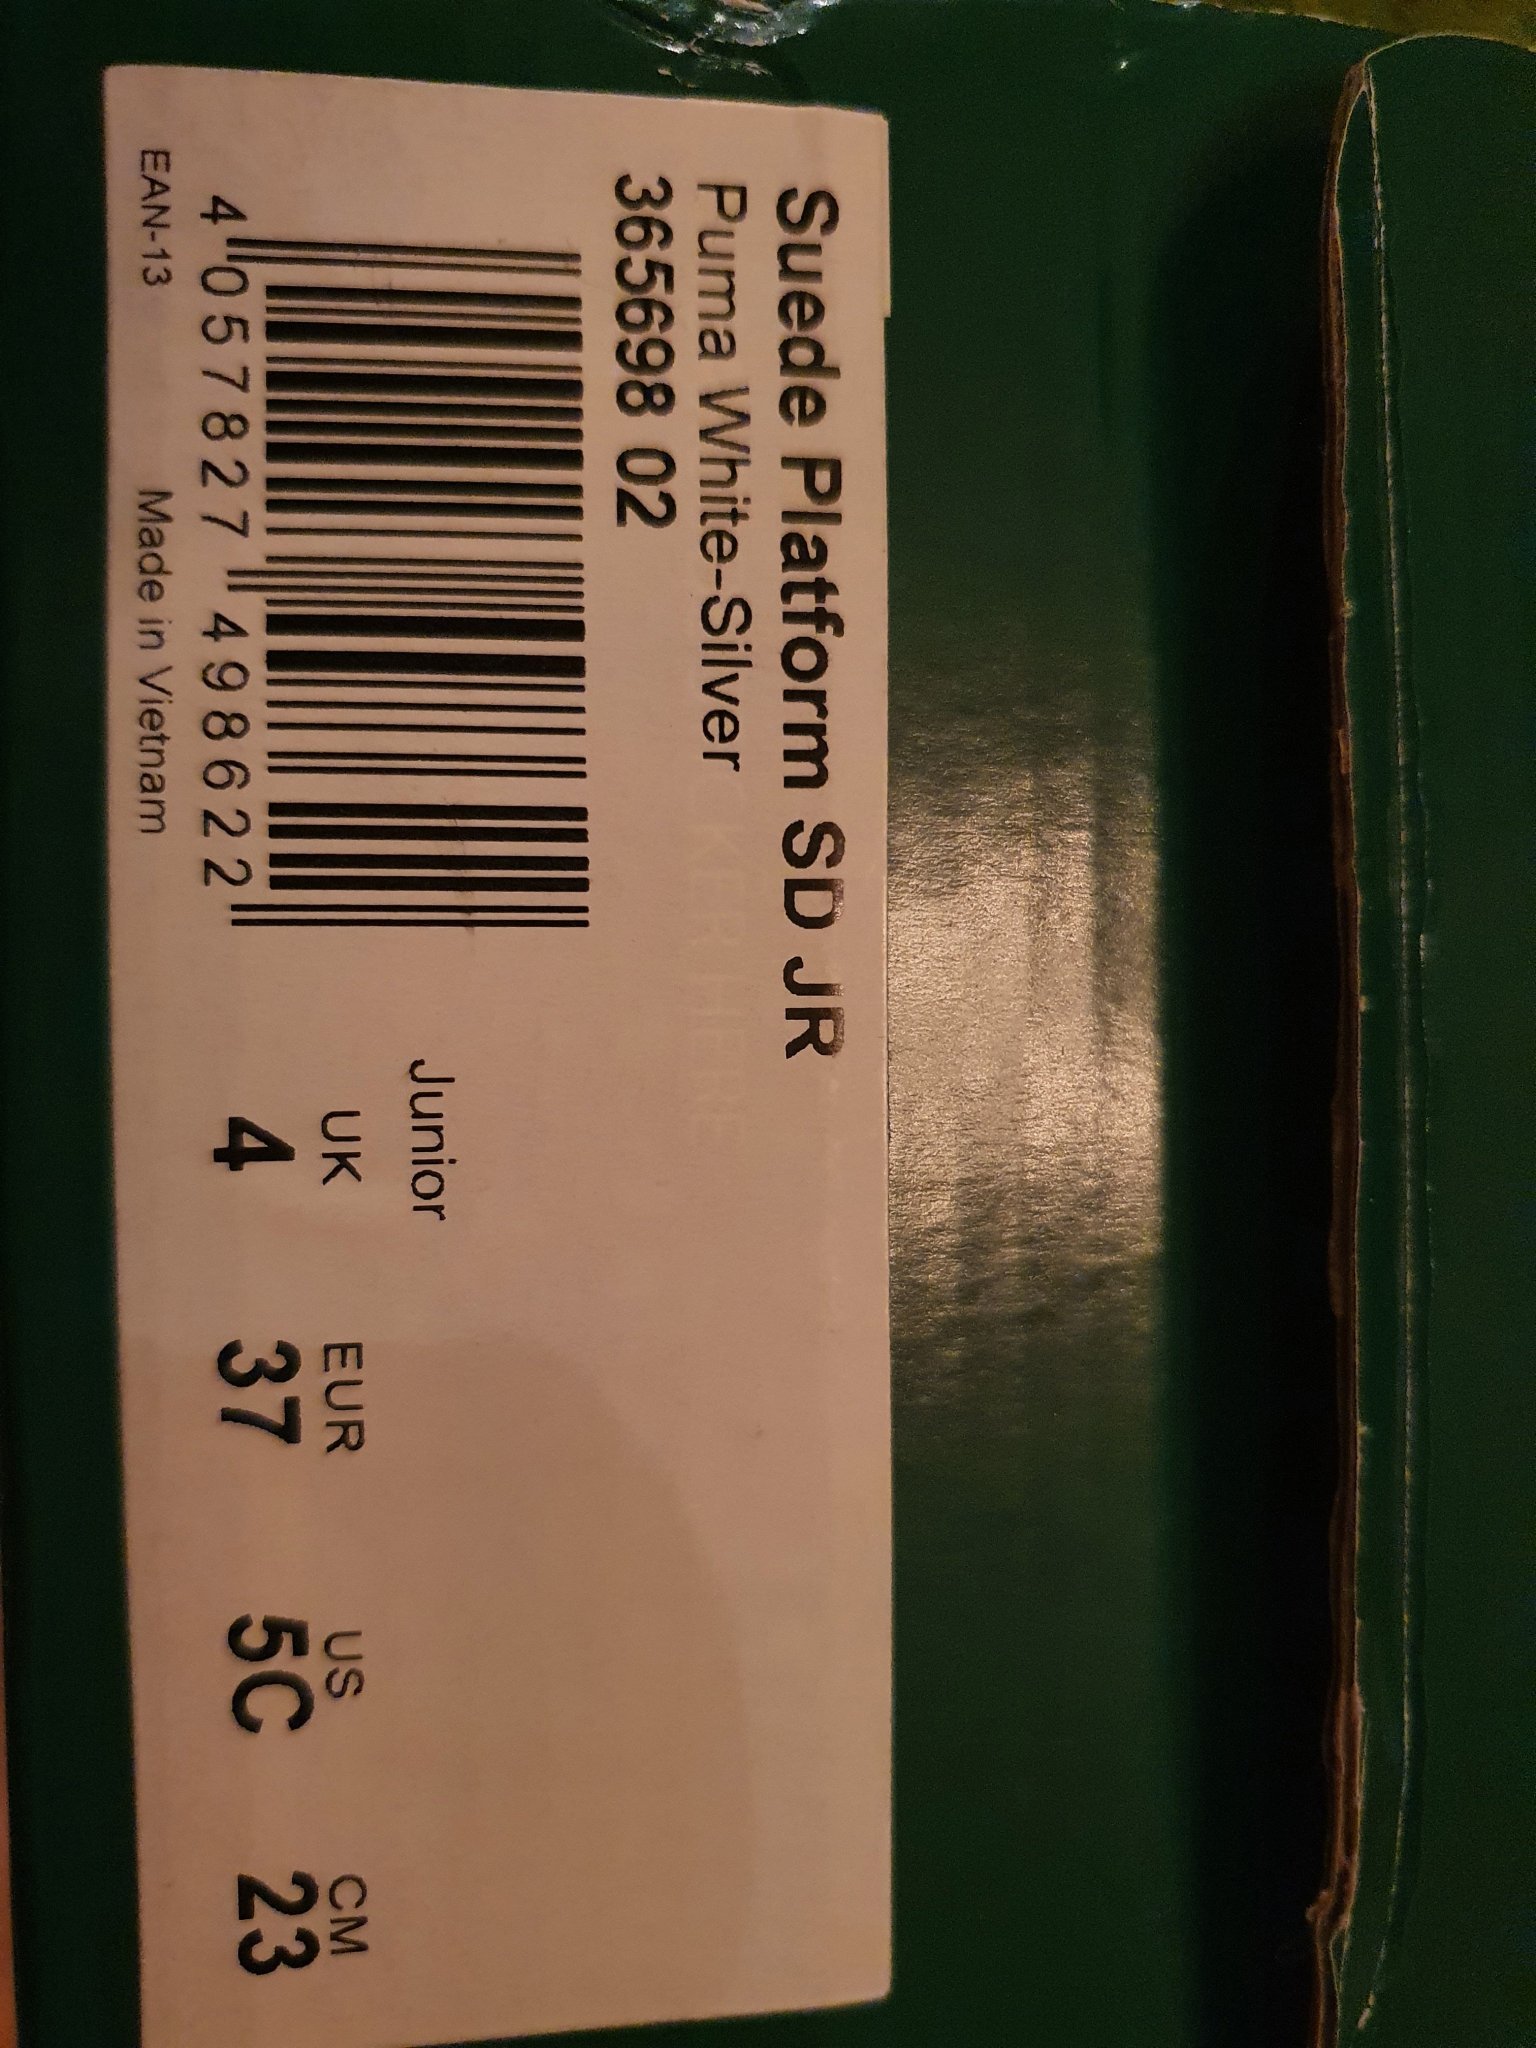 Suede Platform SD JR
Puma White-Silver
365698 02
4 057827 498622
EAN-13
Made in Vietnam
Junior
UK EUR US CM
4 37 5C 23